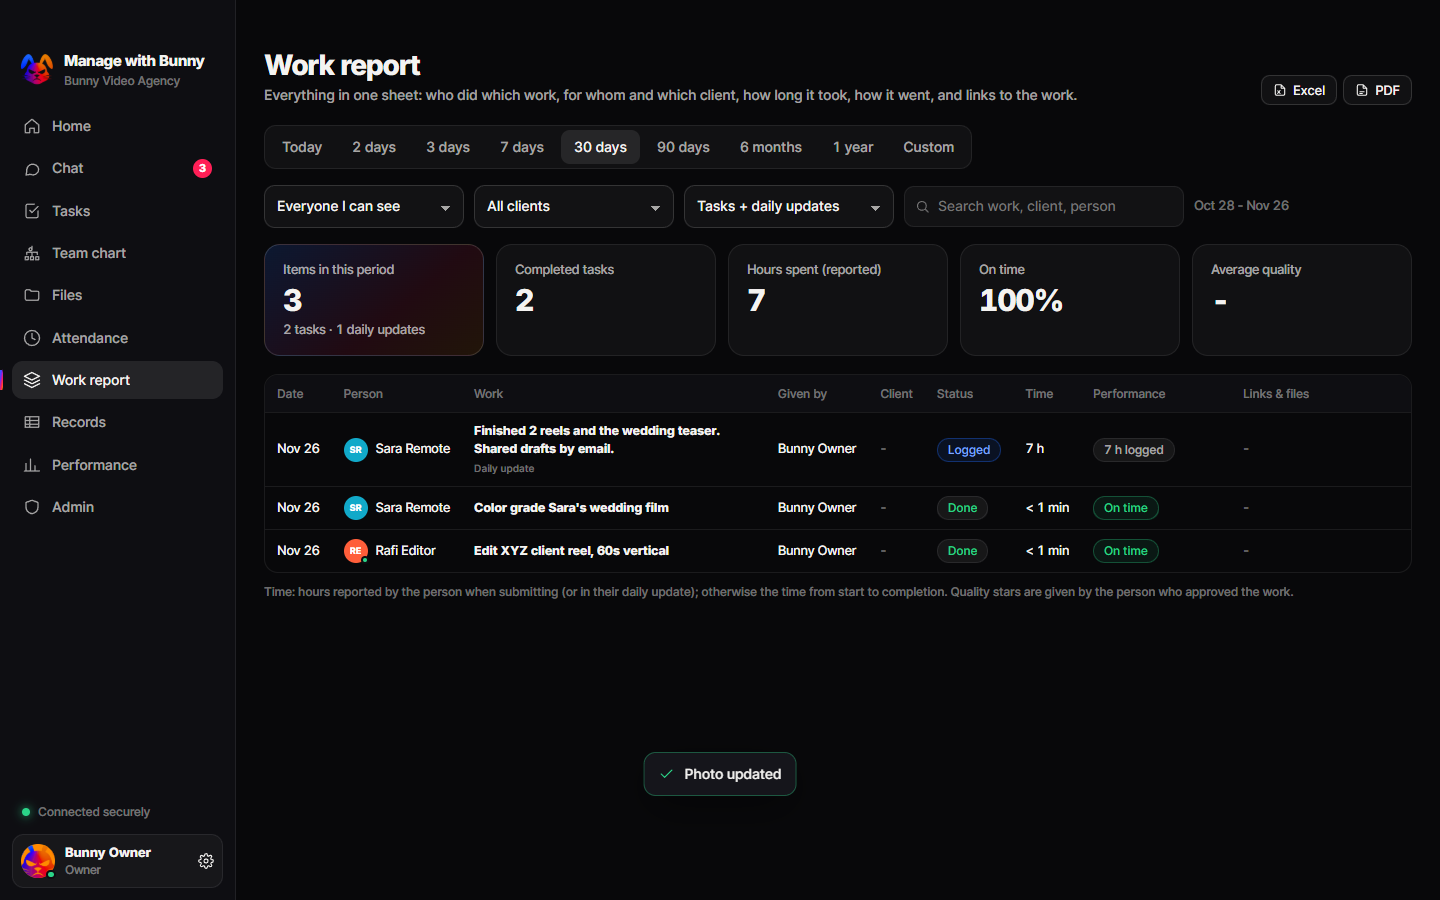 Manage with Bunny
Bunny Video Agency
Home
Chat
3
Tasks
Team chart
Files
Attendance
Work report
Records
Performance
Admin
Connected securely
Bunny Owner
Owner
Work report
Everything in one sheet: who did which work, for whom and which client, how long it took, how it went, and links to the work.
Excel
PDF
Today
2 days
3 days
7 days
30 days
90 days
6 months
1 year
Custom
Everyone I can see
All clients
Tasks + daily updates
Search work, client, person
Oct 28 - Nov 26
Items in this period
3
2 tasks · 1 daily updates
Completed tasks
2
Hours spent (reported)
7
On time
100%
Average quality
-
Date Person Work Given by Client Status Time Performance Links & files
Nov 26 SR Sara Remote Finished 2 reels and the wedding teaser. Bunny Owner - Logged 7 h 7 h logged -
Shared drafts by email.
Daily update
Nov 26 SR Sara Remote Color grade Sara's wedding film Bunny Owner - Done < 1 min On time -
Nov 26 RE Rafi Editor Edit XYZ client reel, 60s vertical Bunny Owner - Done < 1 min On time -
Time: hours reported by the person when submitting (or in their daily update); otherwise the time from start to completion. Quality stars are given by the person who approved the work.
Photo updated